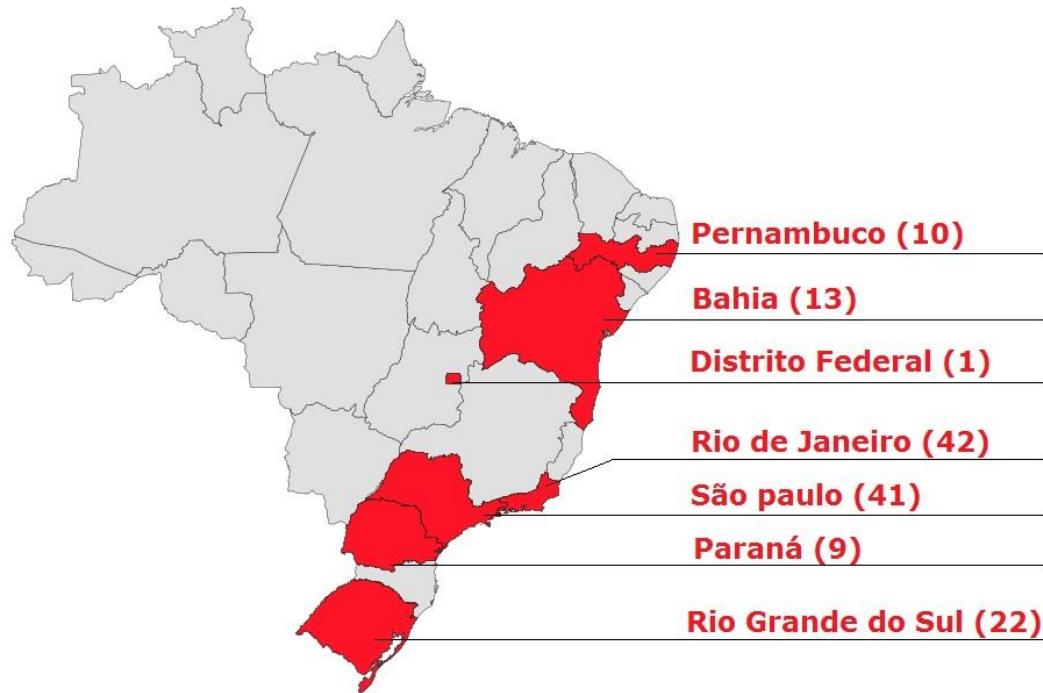 Pernambuco (10)
Bahia (13)
Distrito Federal (1)
Rio de Janeiro (42)
São paulo (41)
Paraná (9)
Rio Grande do Sul (22)